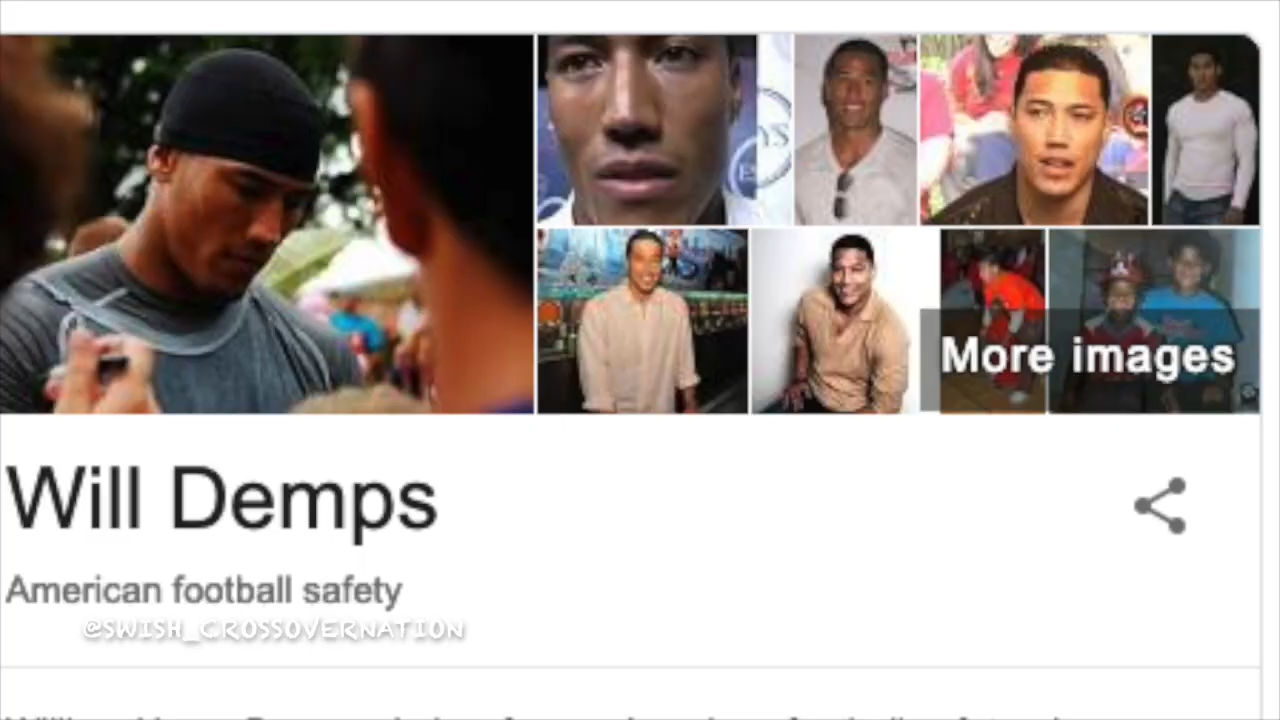 More images
Will Demps
American football safety
@SWISH_CROSSOVERNATION